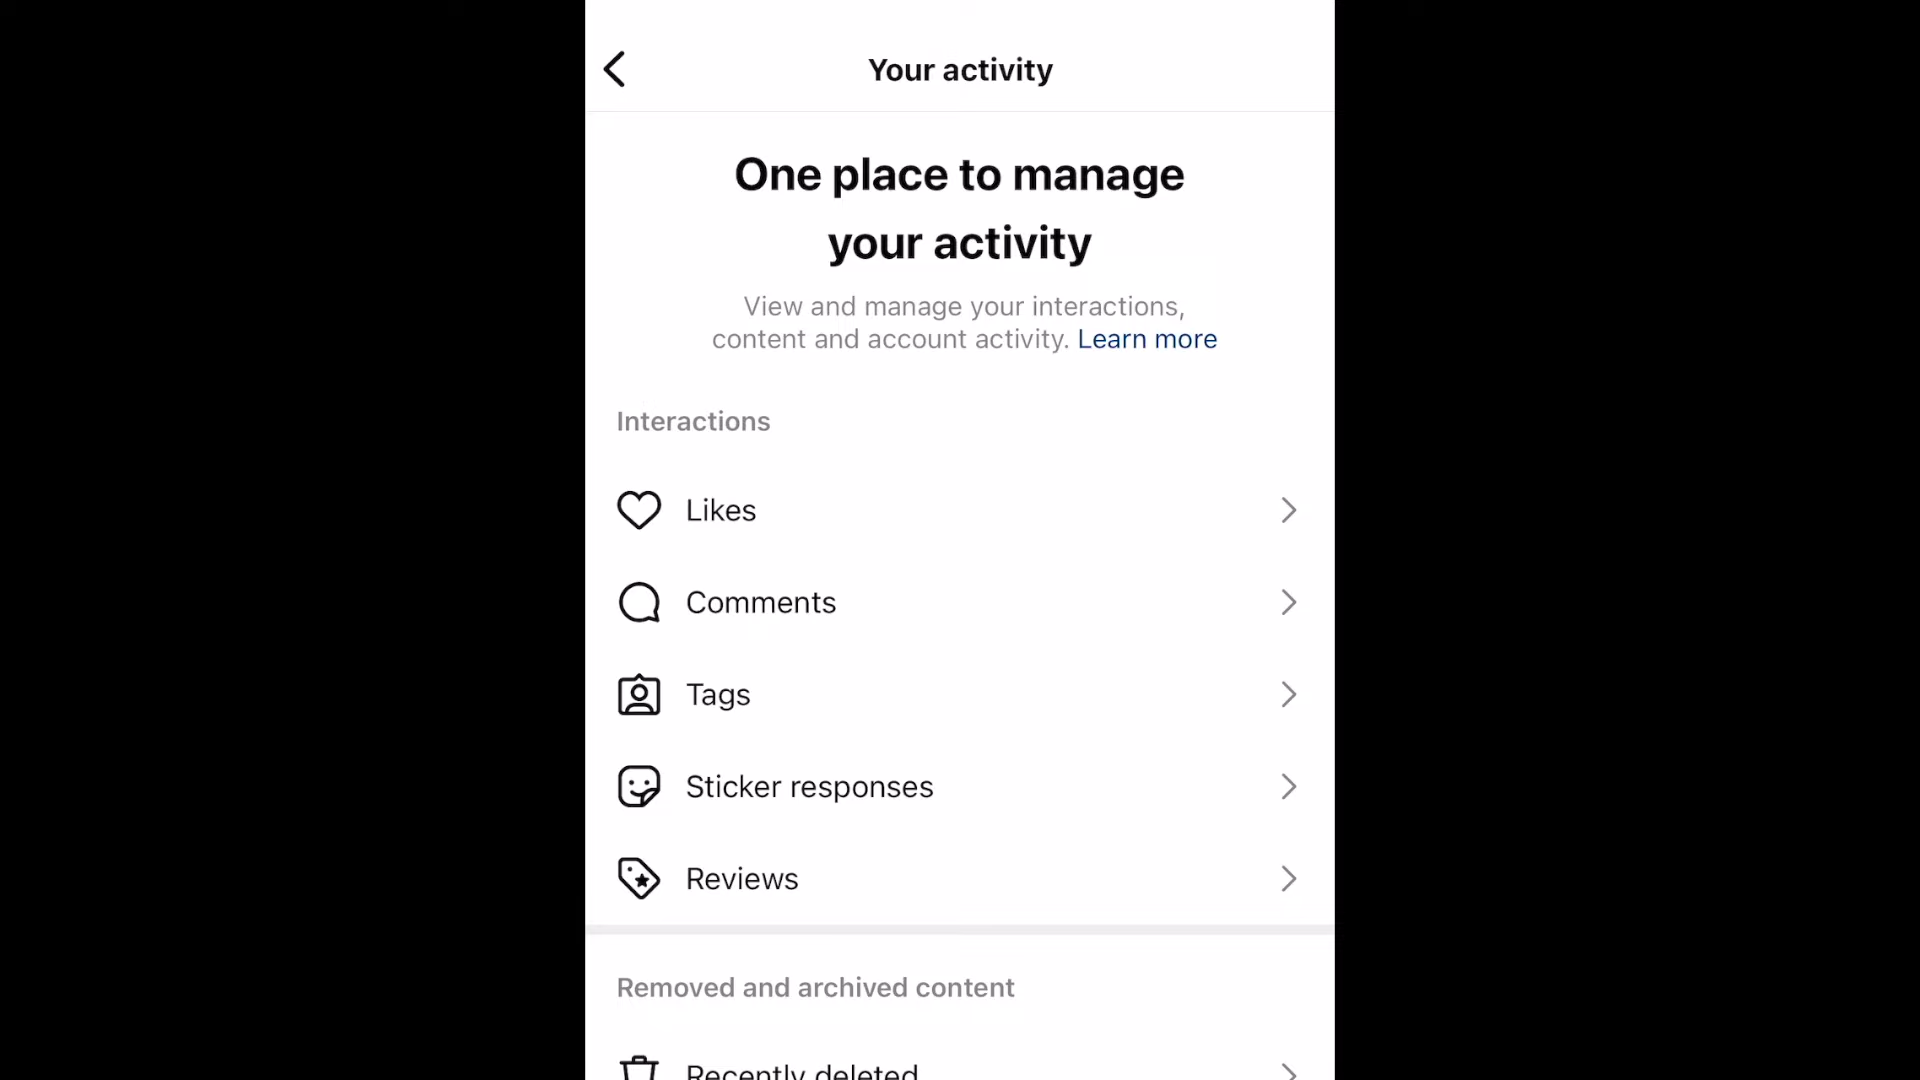 Your activity
One place to manage
your activity
View and manage your interactions,
content and account activity. Learn more
Interactions
Likes
Comments
Tags
Sticker responses
Reviews
Removed and archived content
Recently deleted